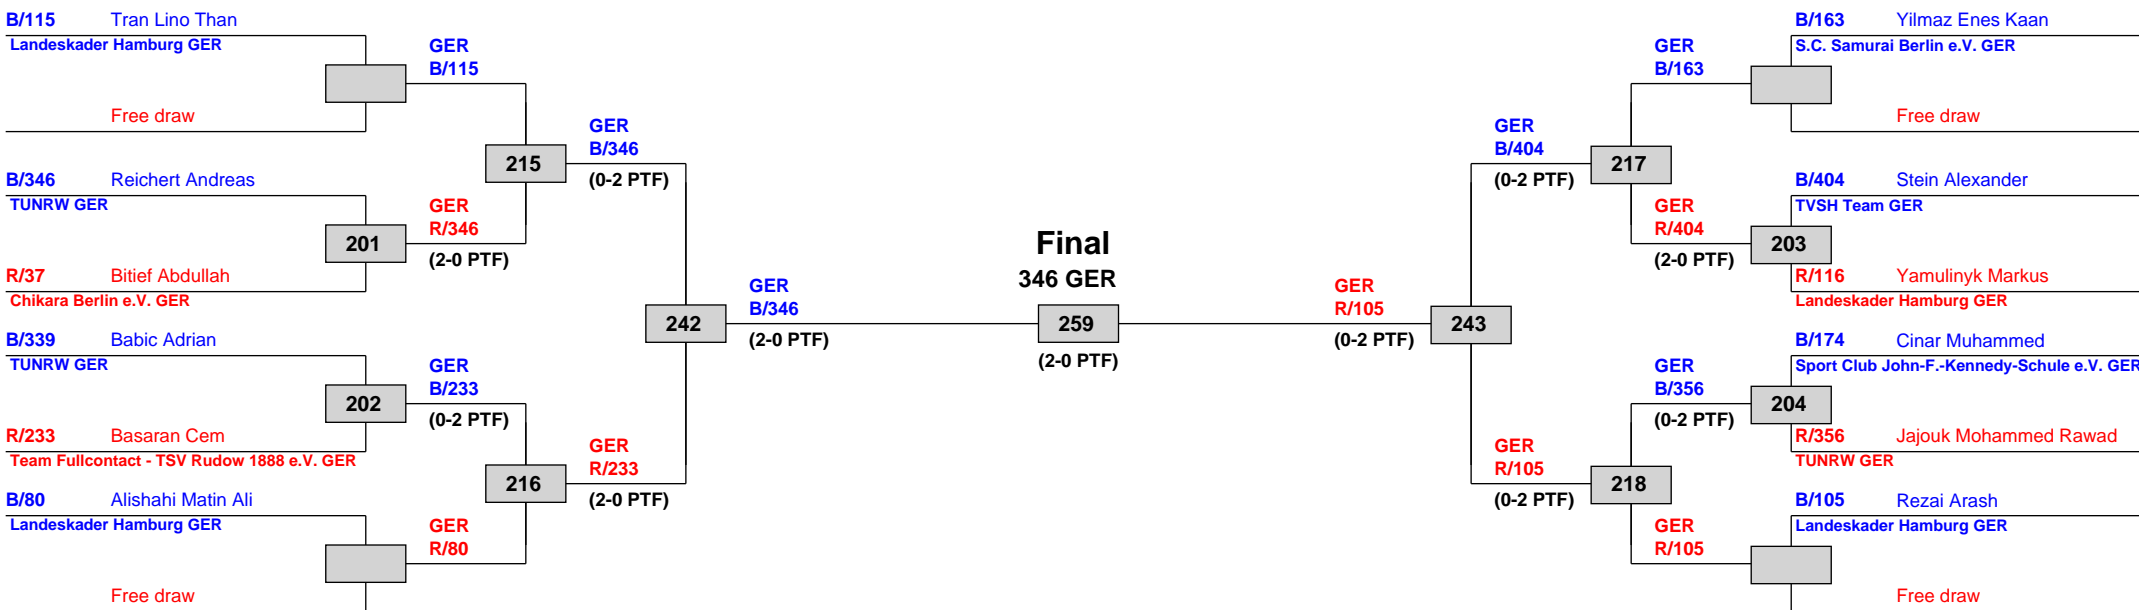 B/115 Tran Lino Than
Landeskader Hamburg GER
Free draw
B/346 Reichert Andreas
TUNRW GER
R/37 Bitief Abdullah
Chikara Berlin e.V. GER
B/339 Babic Adrian
TUNRW GER
R/233 Basaran Cem
Team Fullcontact - TSV Rudow 1888 e.V. GER
B/80 Alishahi Matin Ali
Landeskader Hamburg GER
Free draw
201
202
GER
B/115
GER
R/346
(2-0 PTF)
GER
B/233
(0-2 PTF)
GER
R/80
215
216
GER
B/346
(0-2 PTF)
GER
R/233
(2-0 PTF)
242
GER
B/346
(2-0 PTF)
Final
346 GER
259
(2-0 PTF)
GER
R/105
(0-2 PTF)
243
GER
B/404
(0-2 PTF)
GER
R/105
(0-2 PTF)
217
218
GER
B/163
GER
R/404
(2-0 PTF)
GER
B/356
(0-2 PTF)
GER
R/105
203
204
B/163 Yilmaz Enes Kaan
S.C. Samurai Berlin e.V. GER
Free draw
B/404 Stein Alexander
TVSH Team GER
R/116 Yamulinyk Markus
Landeskader Hamburg GER
B/174 Cinar Muhammed
Sport Club John-F.-Kennedy-Schule e.V. GER
R/356 Jajouk Mohammed Rawad
TUNRW GER
B/105 Rezai Arash
Landeskader Hamburg GER
Free draw